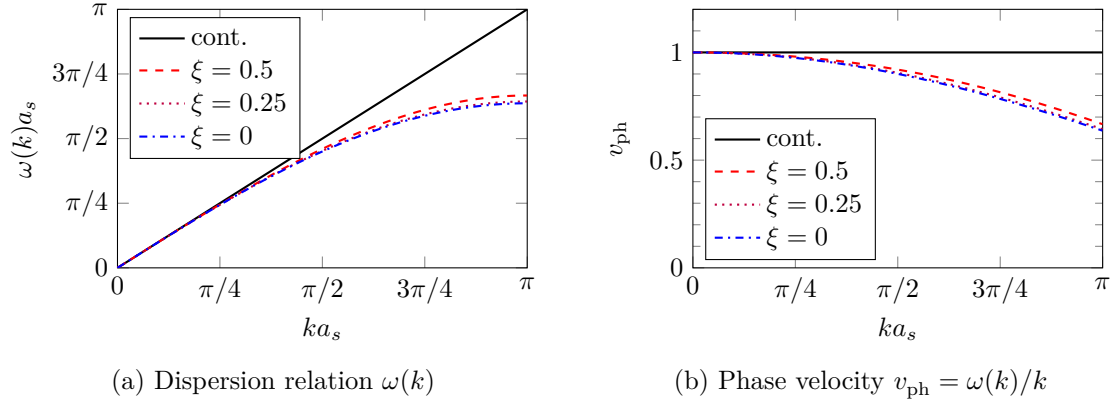 π
3π/4
π/2
π/4
0
ω(k)a_s
cont.
ξ = 0.5
ξ = 0.25
ξ = 0
0
π/4
π/2
3π/4
π
ka_s
(a) Dispersion relation ω(k)
1
0.5
0
v_ph
cont.
ξ = 0.5
ξ = 0.25
ξ = 0
0
π/4
π/2
3π/4
π
ka_s
(b) Phase velocity v_ph = ω(k)/k